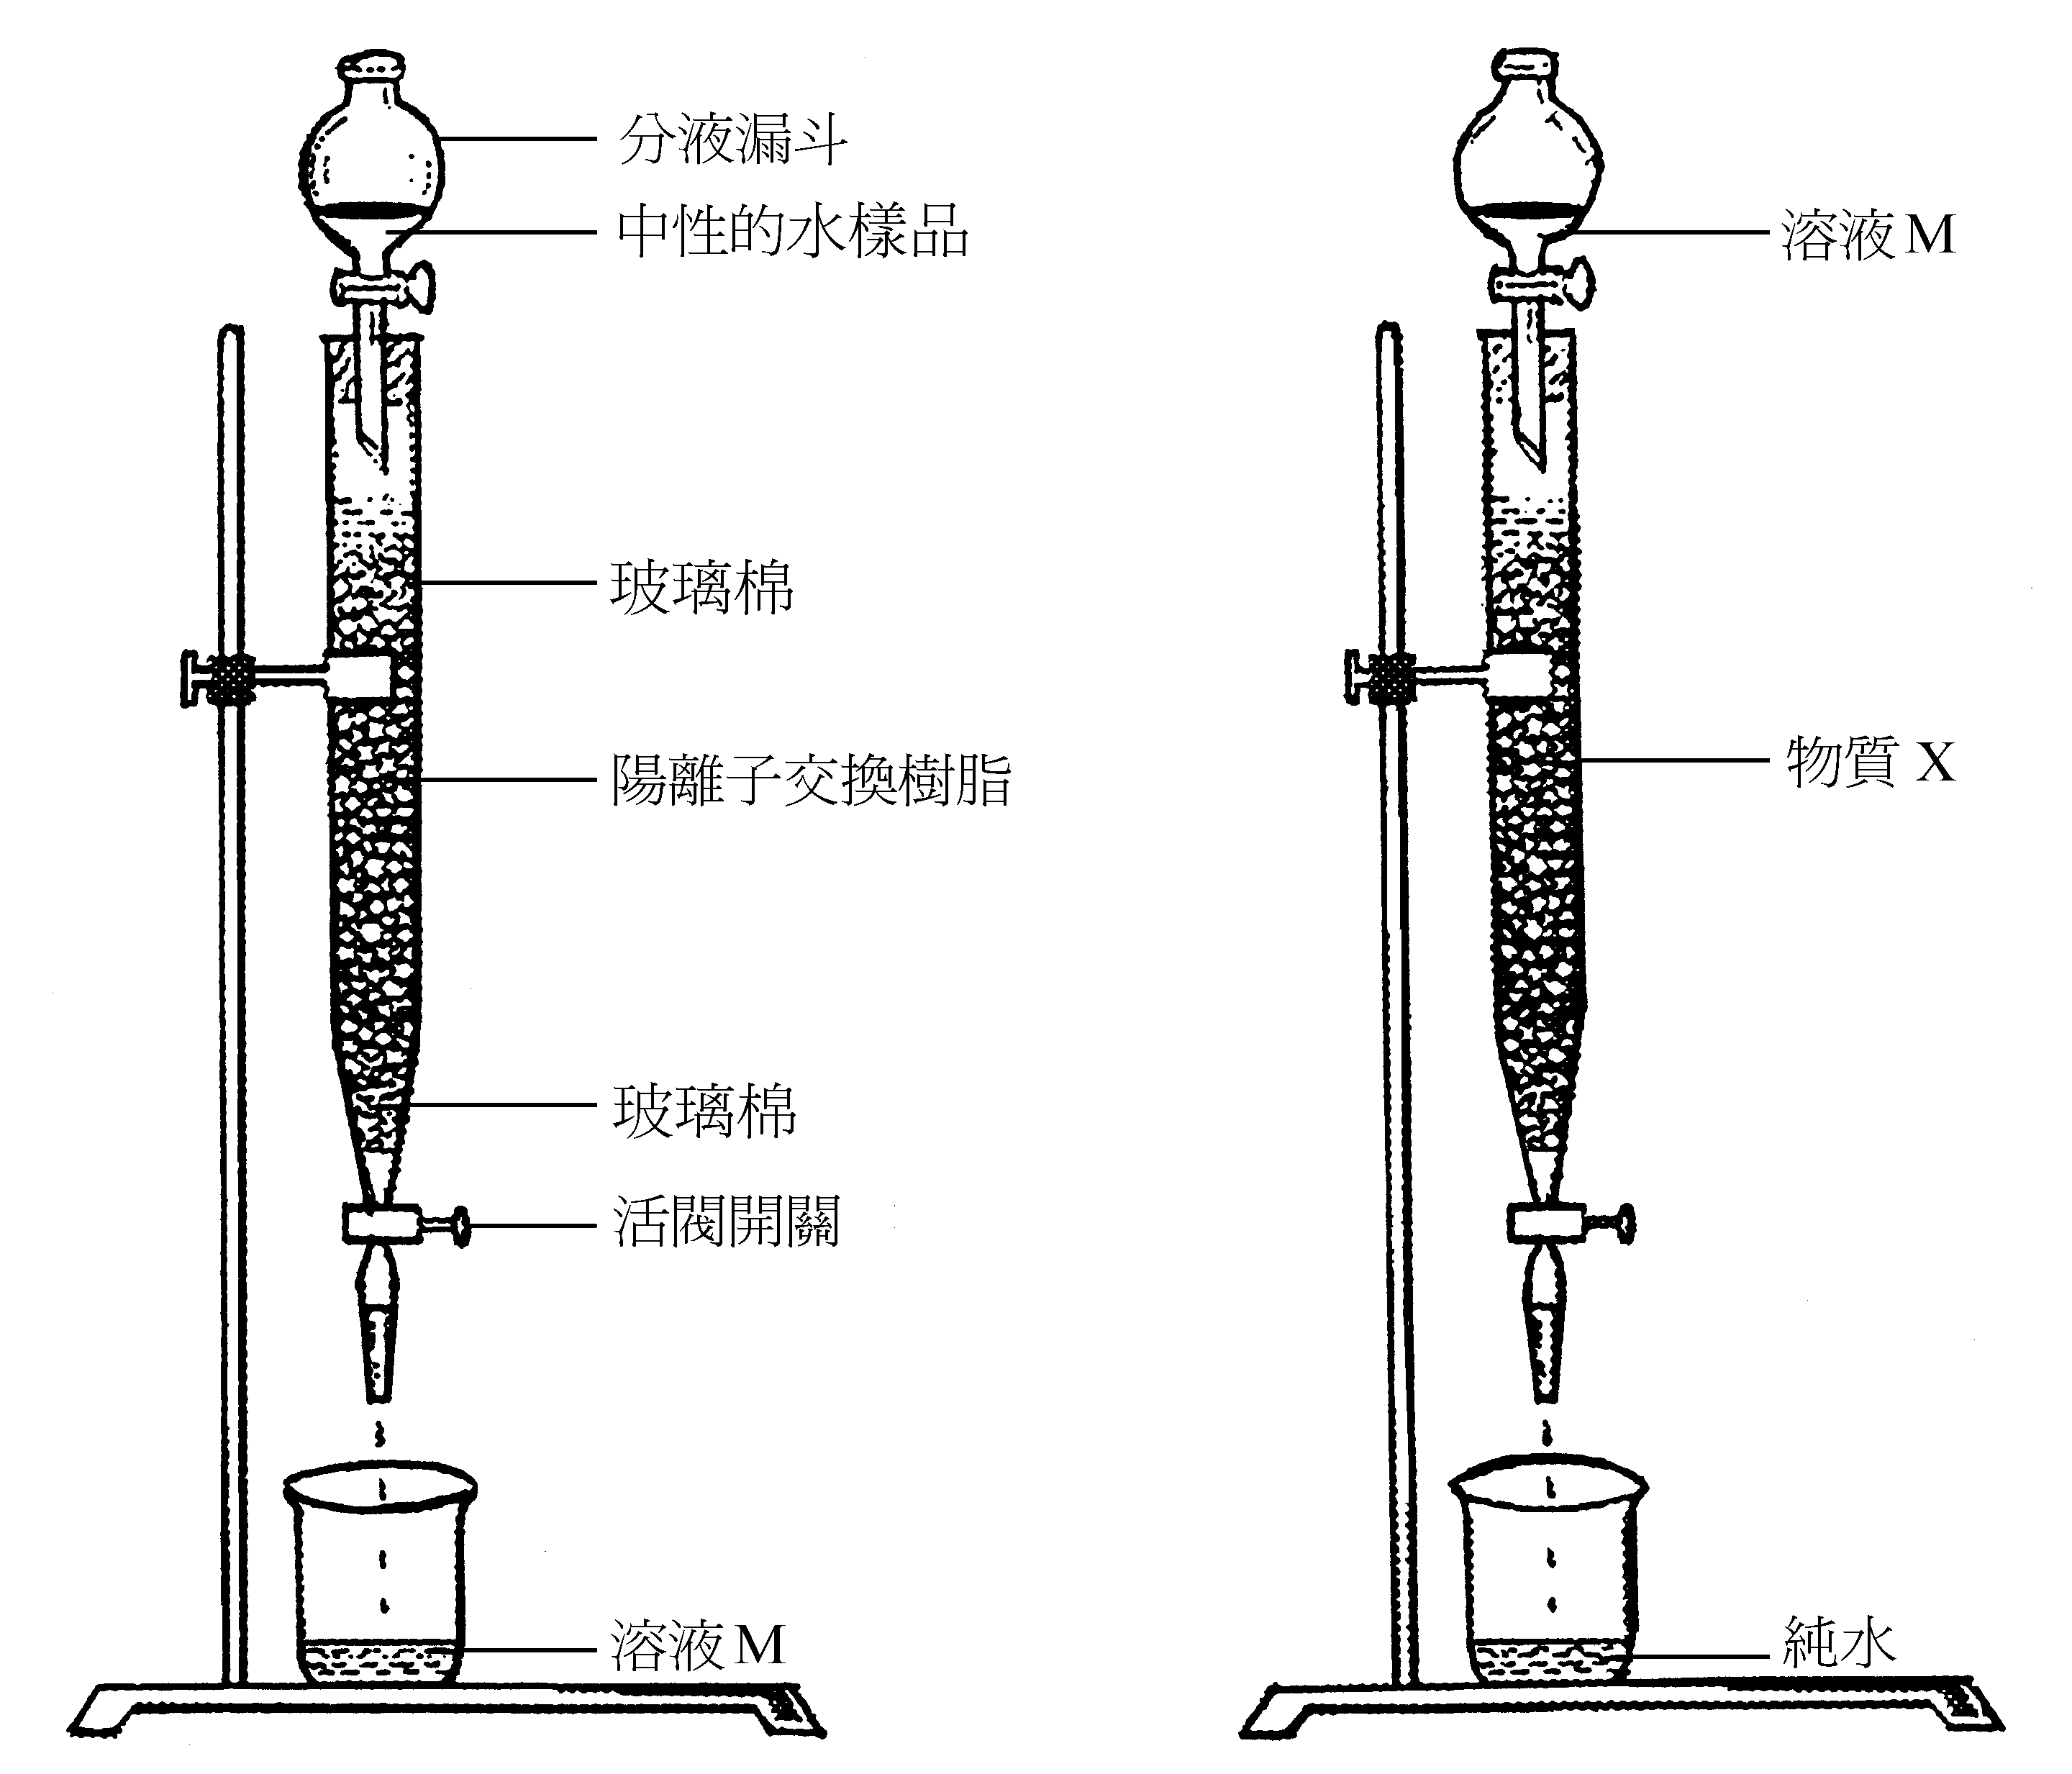 分液漏斗
中性的水樣品
玻璃棉
陽離子交換樹脂
玻璃棉
活閥開關
溶液M
溶液M
物質 X
純水